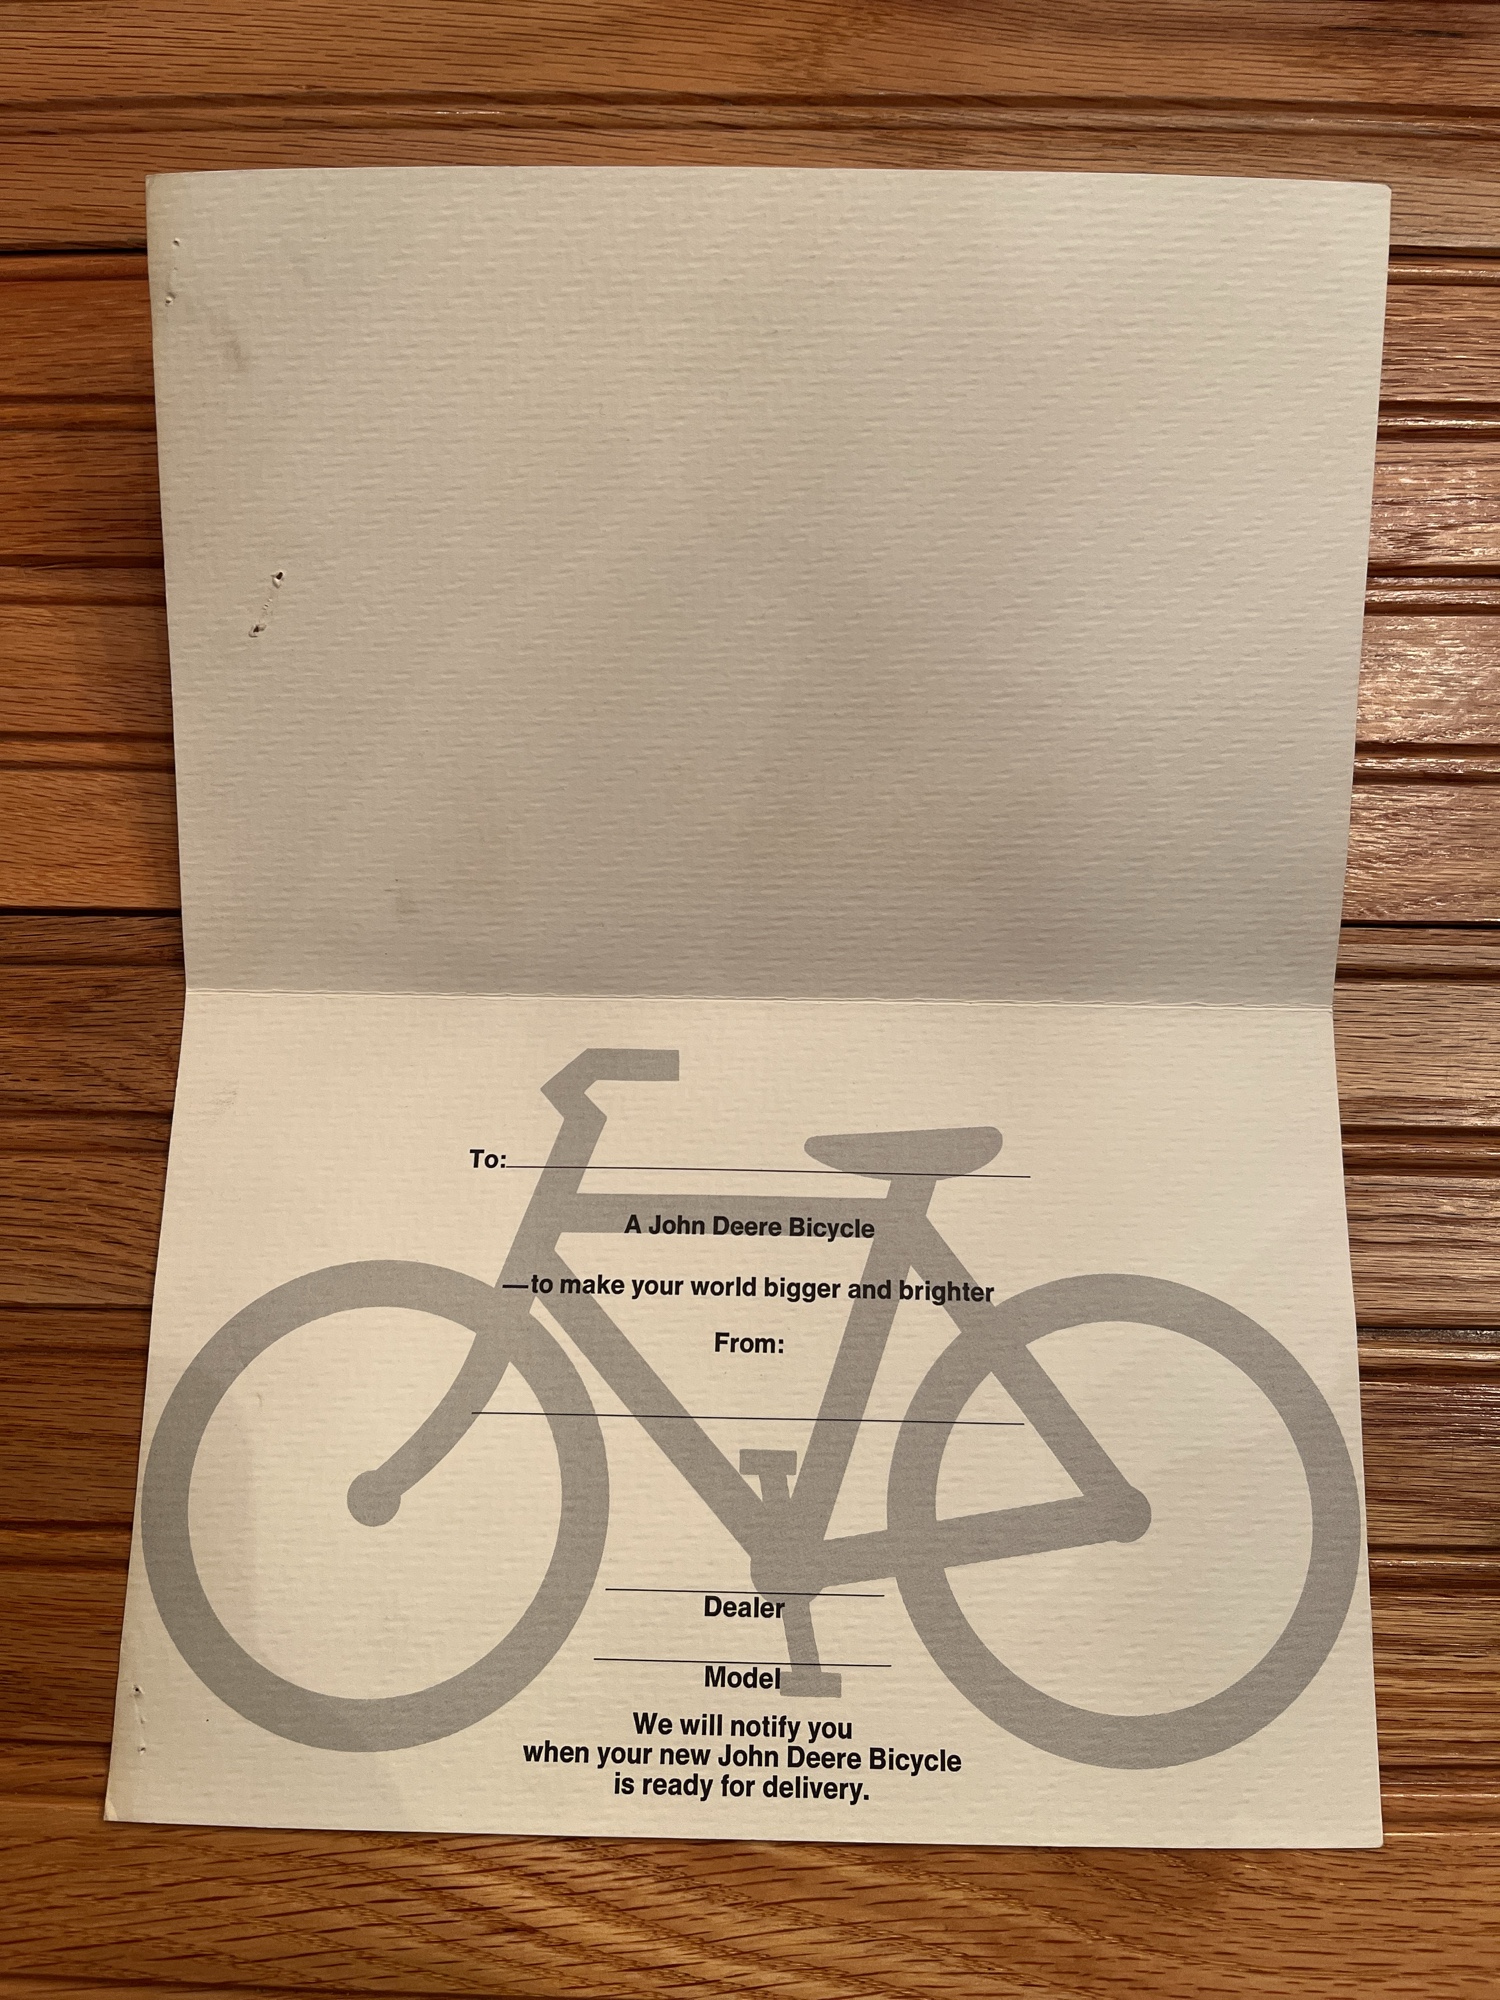 To:
A John Deere Bicycle
—to make your world bigger and brighter
From:
Dealer
Model
We will notify you
when your new John Deere Bicycle
is ready for delivery.